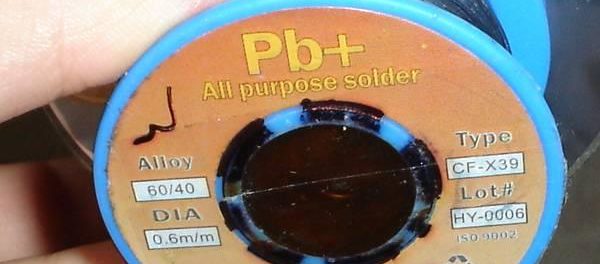 Pb+
All purpose solder
Alloy
60/40
DIA
0.6m/m
Type
CF-X39
Lot#
HY-0006
ISO 9002